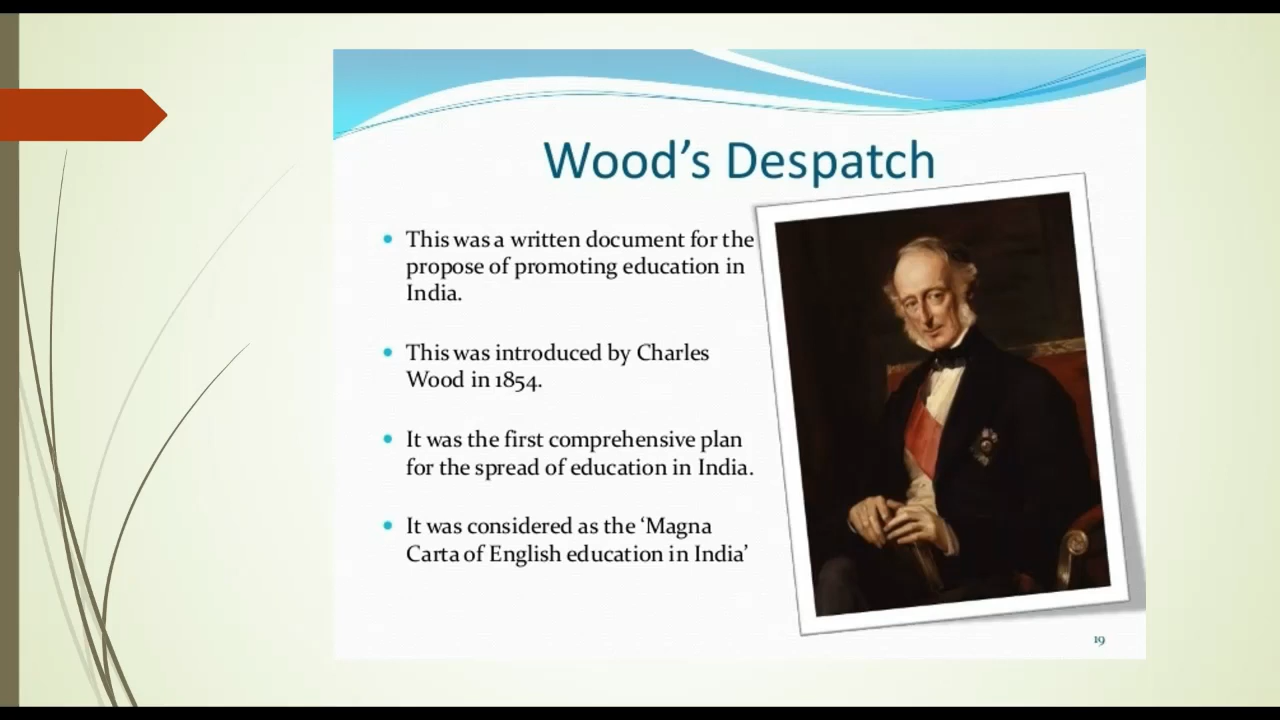 Wood's Despatch
• This was a written document for the
propose of promoting education in
India.
• This was introduced by Charles
Wood in 1854.
• It was the first comprehensive plan
for the spread of education in India.
• It was considered as the ‘Magna
Carta of English education in India’
19